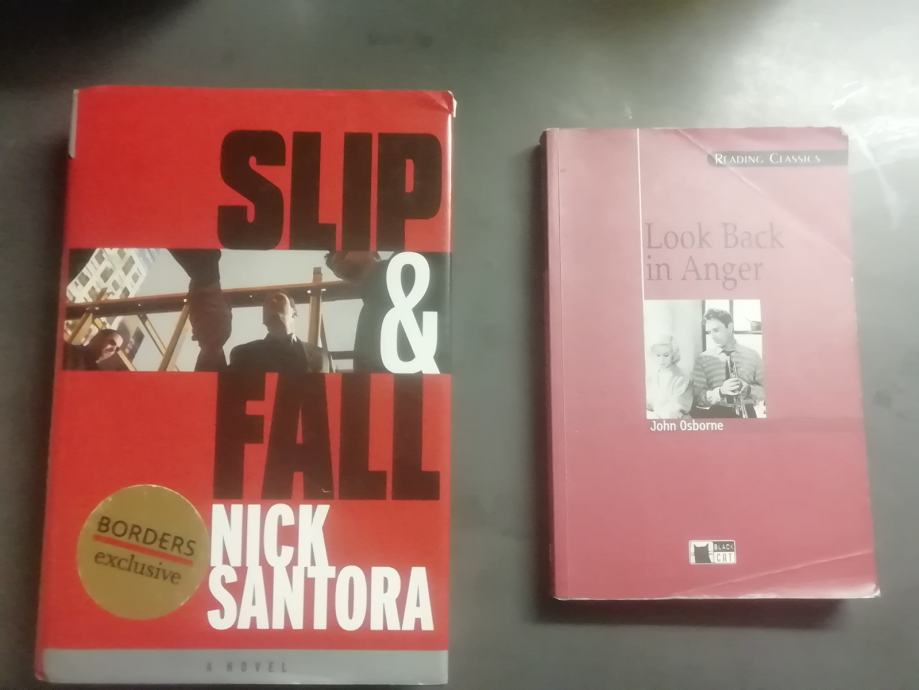 SLIP
&
FALL
BORDERS
exclusive
NICK
SANTORA
A NOVEL
READING CLASSICS
Look Back
in Anger
John Osborne
BLACK
CAT